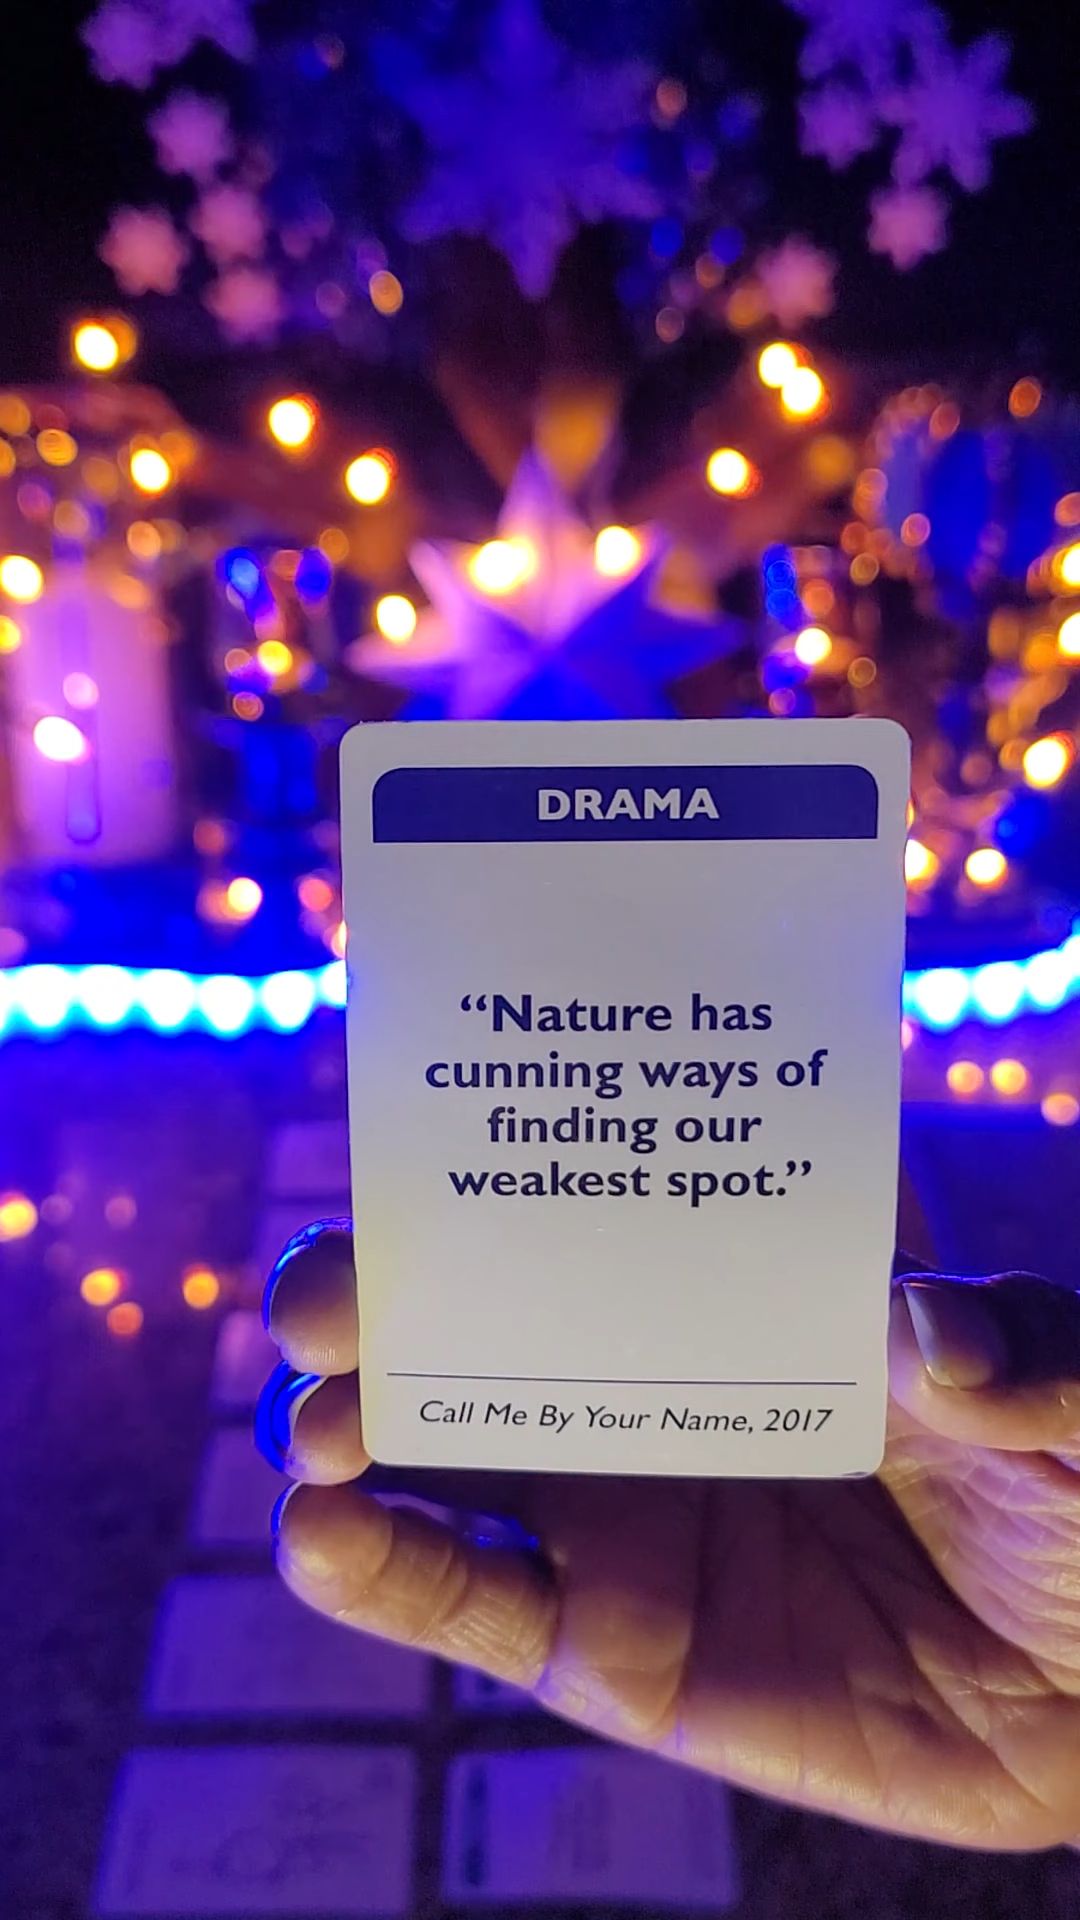 DRAMA
“Nature has
cunning ways of
finding our
weakest spot.”
Call Me By Your Name, 2017